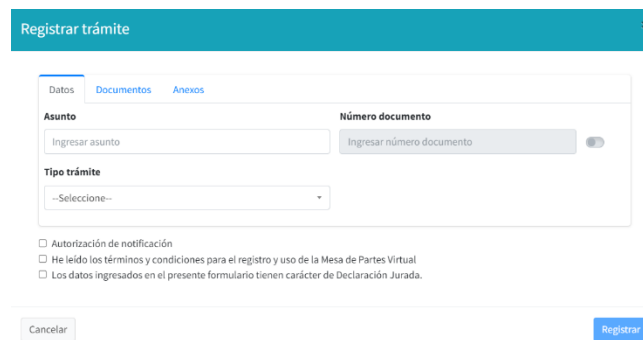 Registrar trámite
Datos Documentos Anexos
Asunto Número documento
Ingresar asunto Ingresar número documento
Tipo trámite
--Seleccione--
Autorización de notificación
He leído los términos y condiciones para el registro y uso de la Mesa de Partes Virtual
Los datos ingresados en el presente formulario tienen carácter de Declaración Jurada.
Cancelar Registrar